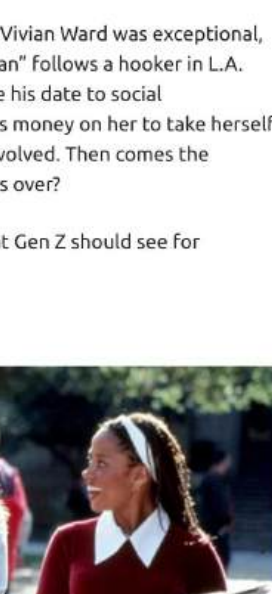 Vivian Ward was exceptional,
an” follows a hooker in L.A.
his date to social
s money on her to take herself
volved. Then comes the
s over?
t Gen Z should see for